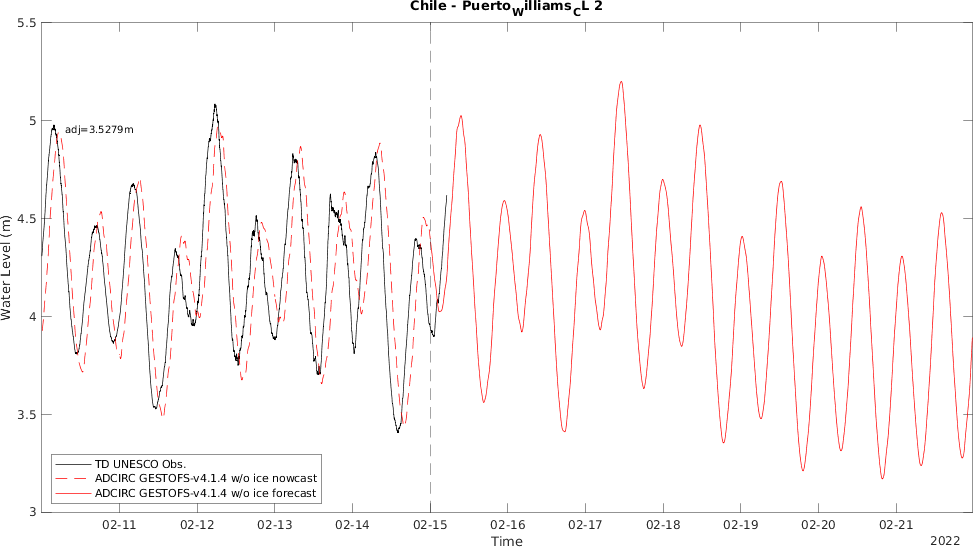 Chile - PuertoWilliamsCL 2
5.5
5
4.5
4
3.5
3
Water Level (m)
adj=3.5279m
TD UNESCO Obs.
ADCIRC GESTOFS-v4.1.4 w/o ice nowcast
ADCIRC GESTOFS-v4.1.4 w/o ice forecast
02-11 02-12 02-13 02-14 02-15 02-16 02-17 02-18 02-19 02-20 02-21
Time
2022